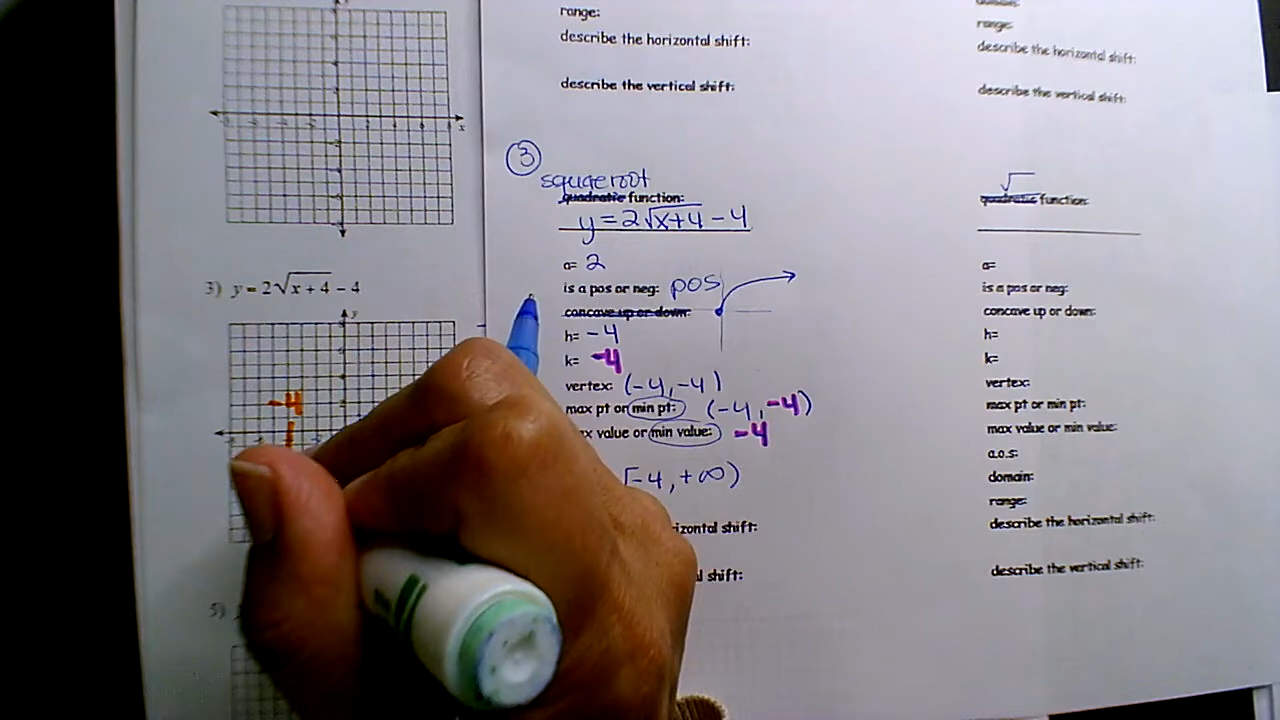 y
x
3) y = 2√x + 4 - 4
y
-4
5)
range:
describe the horizontal shift:
describe the vertical shift:
③
square root
quadratic function:
y = 2√x+4 - 4
a= 2
is a pos or neg: pos
concave up or down:
h= -4
k= -4
vertex: (-4, -4)
max pt or min pt: (-4, -4)
max value or min value: -4
[-4, +∞)
shift:
domain:
range:
describe the horizontal shift:
describe the vertical shift:
√
quadratic function:
a=
is a pos or neg:
concave up or down:
h=
k=
vertex:
max pt or min pt:
max value or min value:
a.o.s:
domain:
range:
describe the horizontal shift:
describe the vertical shift: